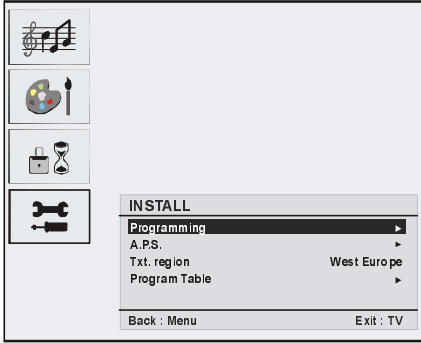 INSTALL
Programming ►
A.P.S. ►
Txt. region West Europe
Program Table ►
Back : Menu Exit : TV